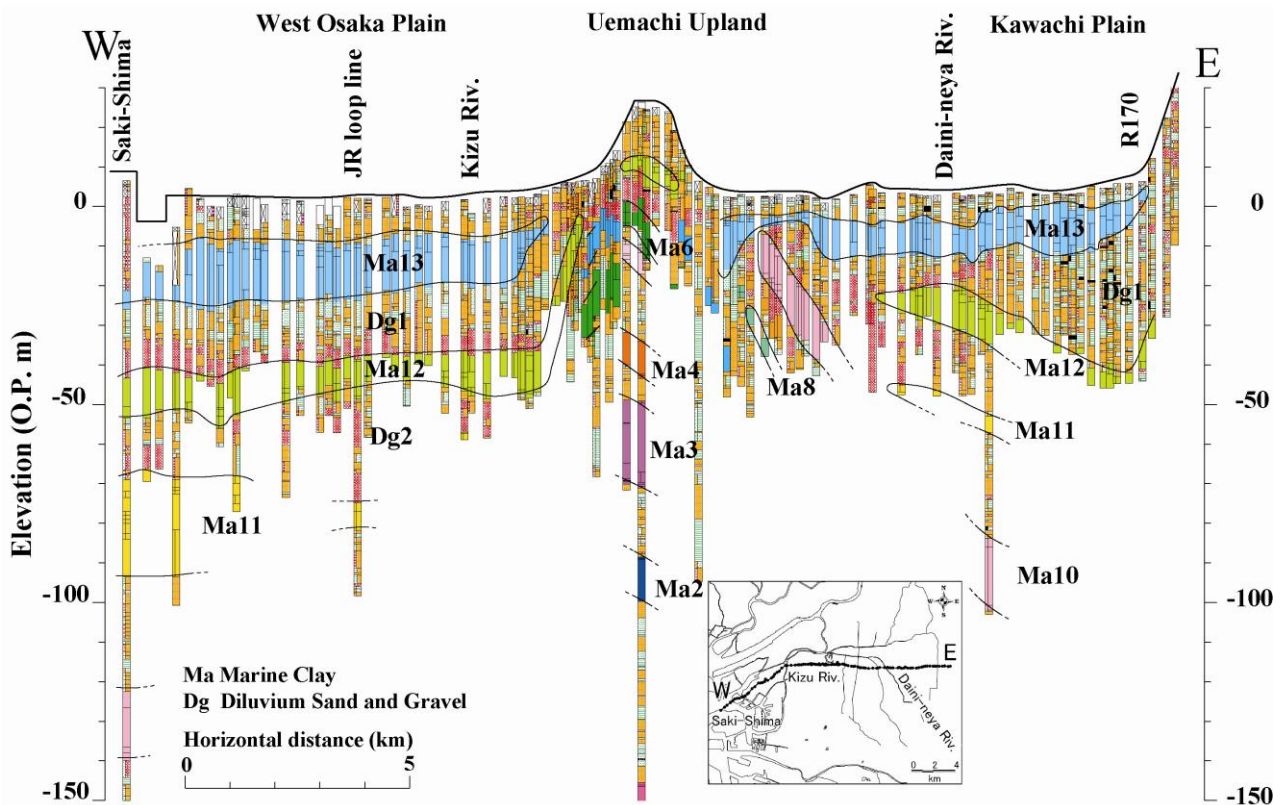 West Osaka Plain
Uemachi Upland
Kawachi Plain
W
E
Saki-Shima
JR loop line
Kizu Riv.
Daini-neya Riv.
R170
Elevation (O.P. m)
0
-50
-100
-150
0
-50
-100
-150
Ma13
Dg1
Ma12
Dg2
Ma11
Ma6
Ma4
Ma3
Ma2
Ma8
Ma13
Dg1
Ma12
Ma11
Ma10
Ma Marine Clay
Dg Diluvium Sand and Gravel
Horizontal distance (km)
0 5
N
W E
S
E
W
Kizu Riv.
Daini-neya Riv.
Saki-Shima
0 2 4
km